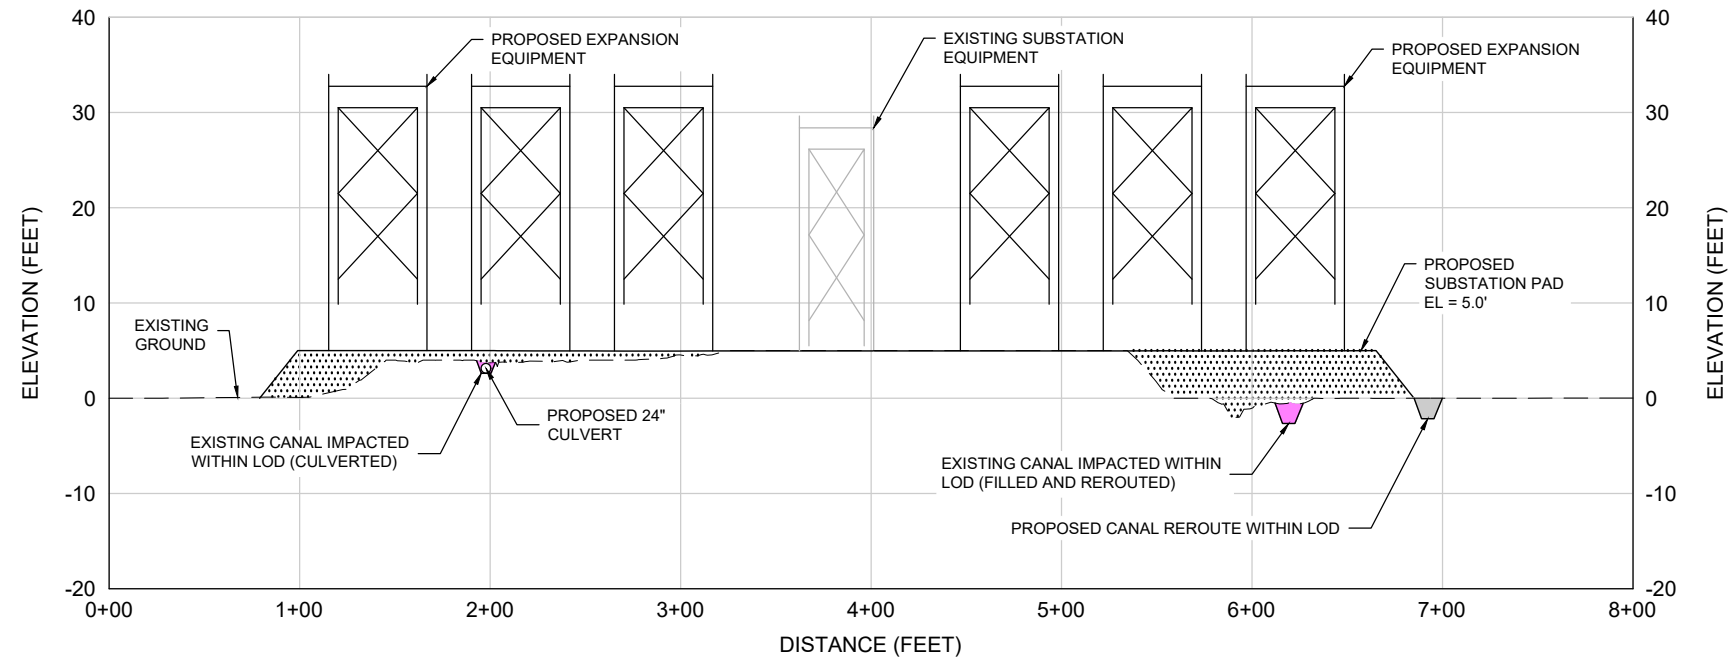 40
30
20
10
0
-10
-20
ELEVATION (FEET)
PROPOSED EXPANSION
EQUIPMENT
EXISTING SUBSTATION
EQUIPMENT
PROPOSED EXPANSION
EQUIPMENT
PROPOSED
SUBSTATION PAD
EL = 5.0'
EXISTING
GROUND
PROPOSED 24"
CULVERT
EXISTING CANAL IMPACTED
WITHIN LOD (CULVERTED)
EXISTING CANAL IMPACTED WITHIN
LOD (FILLED AND REROUTED)
PROPOSED CANAL REROUTE WITHIN LOD
40
30
20
10
0
-10
-20
ELEVATION (FEET)
0+00 1+00 2+00 3+00 4+00 5+00 6+00 7+00 8+00
DISTANCE (FEET)